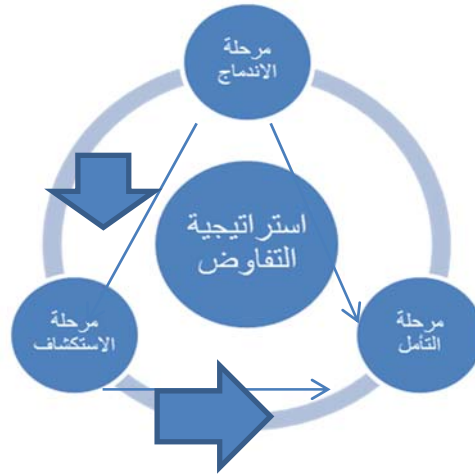 مرحلة
الاندماج
استراتيجية
التفاوض
مرحلة
التأمل
مرحلة
الاستكشاف